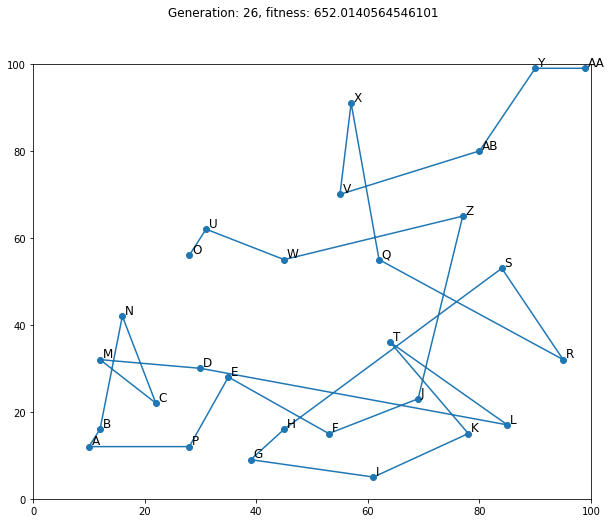 Generation: 26, fitness: 652.0140564546101
100
Y
AA
X
80
AB
V
Z
U
60
O
W
Q
S
N
40
T
M
R
D
E
C
20
J
B
H
L
A
P
F
K
G
I
0
0
20
40
60
80
100